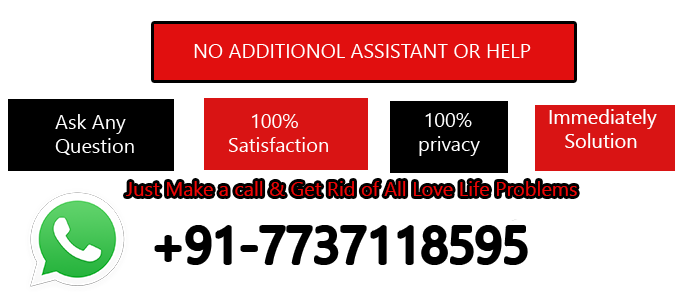 NO ADDITIONOL ASSISTANT OR HELP
Ask Any
Question
100%
Satisfaction
100%
privacy
Immediately
Solution
Just Make a call & Get Rid of All Love Life Problems
+91-7737118595